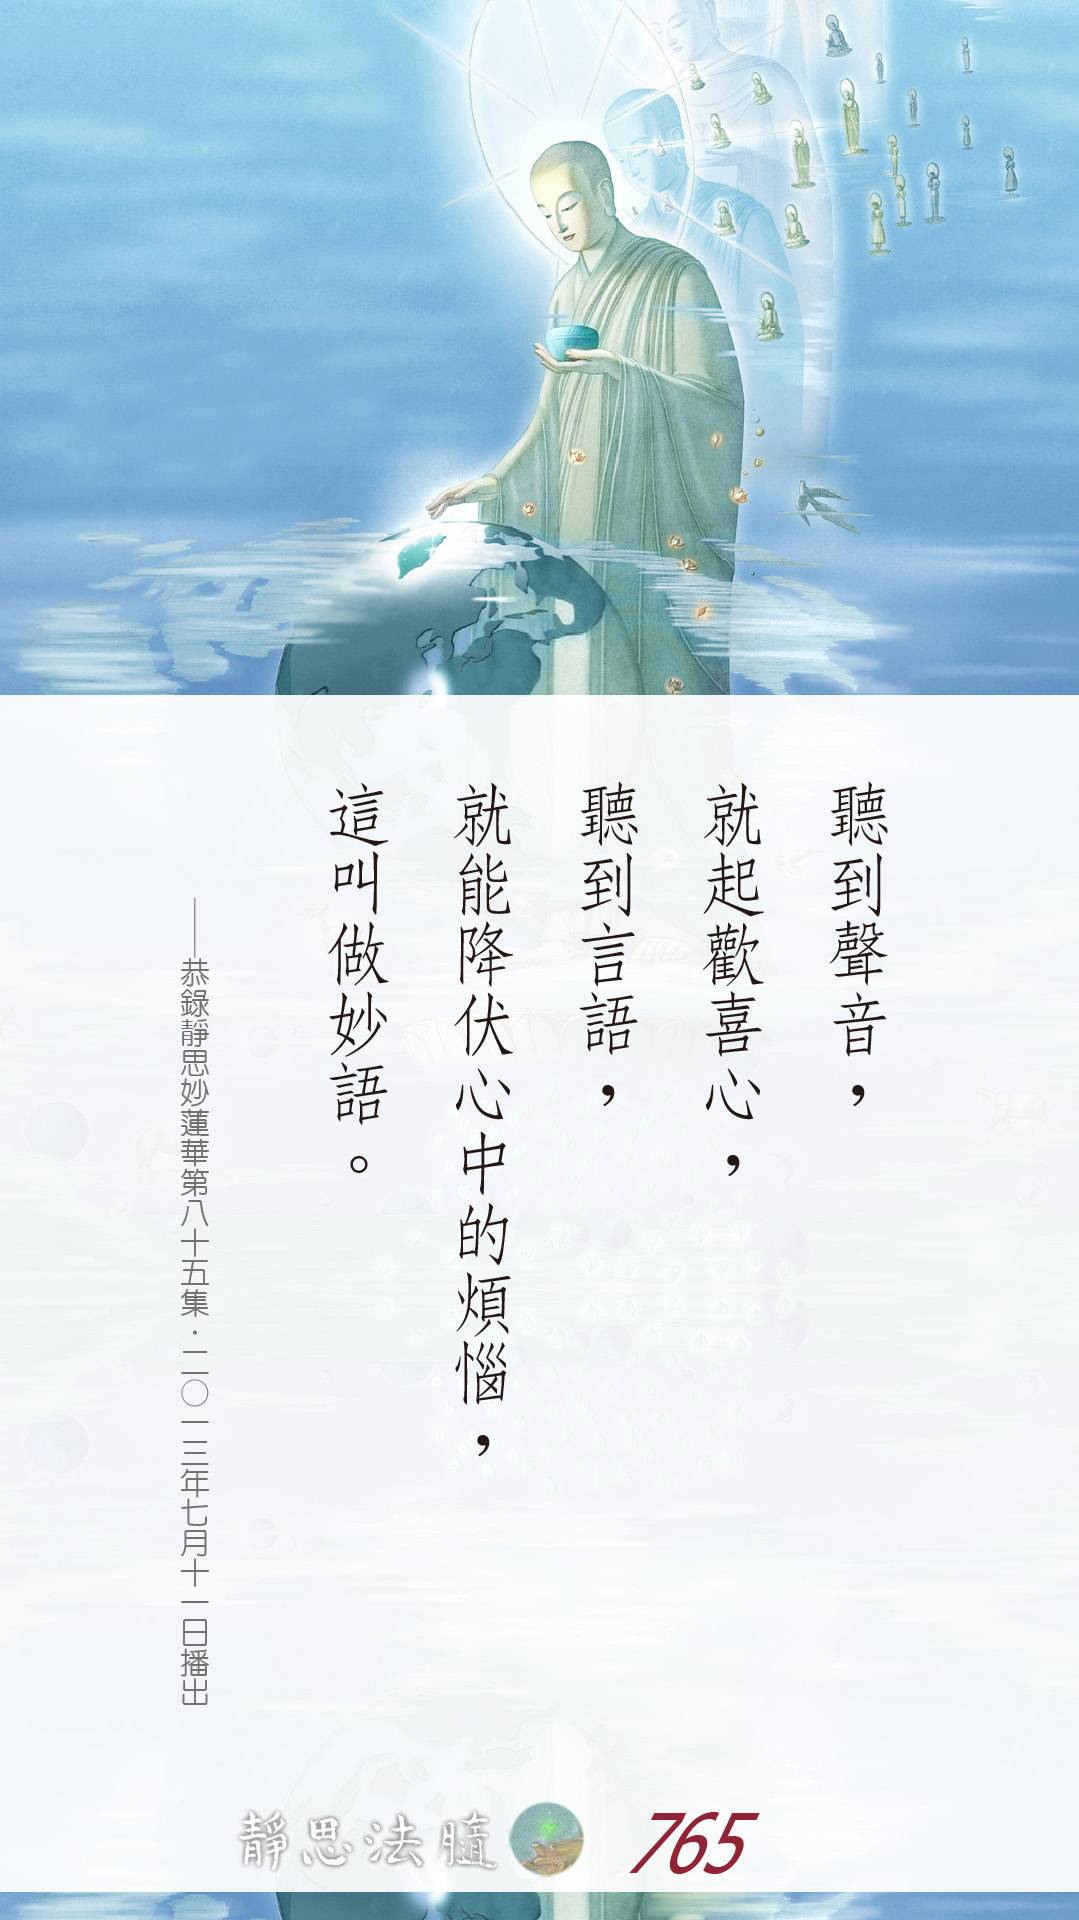 聽到聲音，
就起歡喜心，
聽到言語，
就能降伏心中的煩惱，
這叫做妙語。
——恭錄靜思妙蓮華第八十五集·二〇一三年七月十一日播出
靜思法髓
765